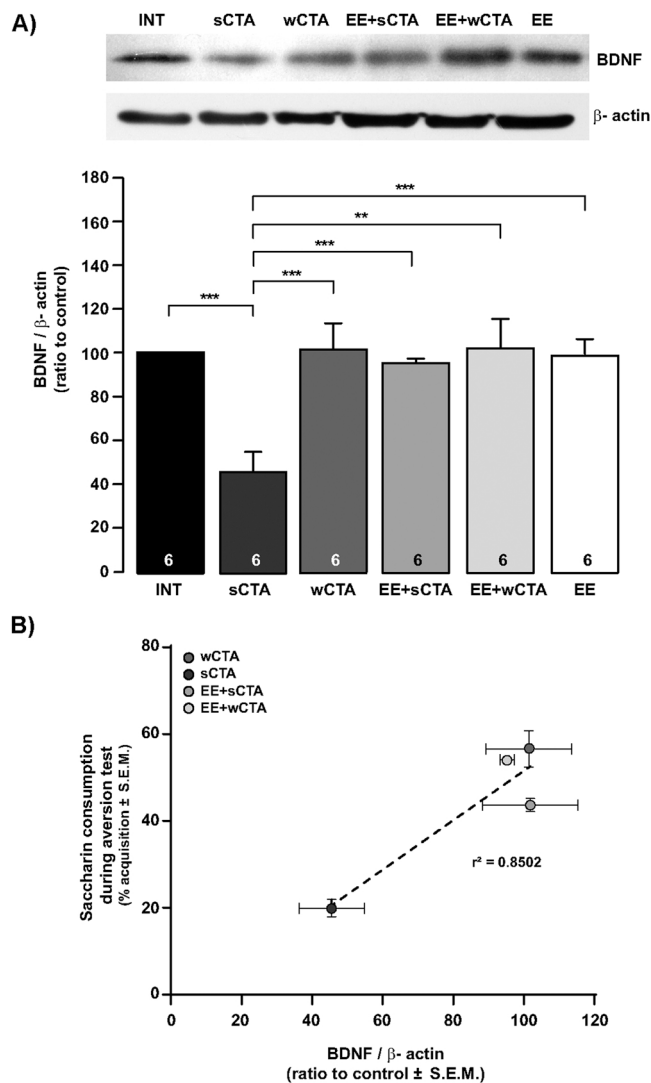 A)
INT sCTA wCTA EE+sCTA EE+wCTA EE
BDNF
β- actin
BDNF / β- actin
(ratio to control)
180
160
140
120
100
80
60
40
20
0
***
**
***
***
***
6 6 6 6 6 6
INT sCTA wCTA EE+sCTA EE+wCTA EE
B)
Saccharin consumption
during aversion test
(% acquisition ± S.E.M.)
80
60
40
20
0
wCTA
sCTA
EE+sCTA
EE+wCTA
r² = 0.8502
0 20 40 60 80 100 120
BDNF / β- actin
(ratio to control ± S.E.M.)